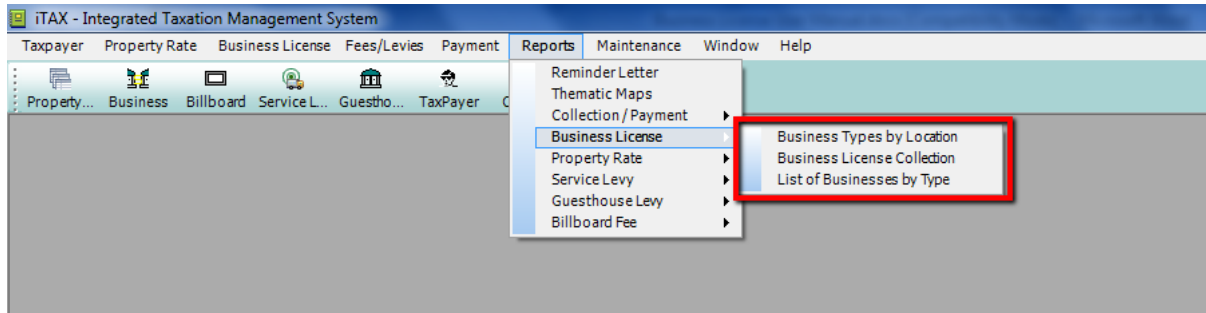 iTAX - Integrated Taxation Management System
Taxpayer Property Rate Business License Fees/Levies Payment Reports Maintenance Window Help
Property... Business Billboard Service L... Guestho... TaxPayer
Reminder Letter
Thematic Maps
Collection / Payment
Business License
Property Rate
Service Levy
Guesthouse Levy
Billboard Fee
Business Types by Location
Business License Collection
List of Businesses by Type